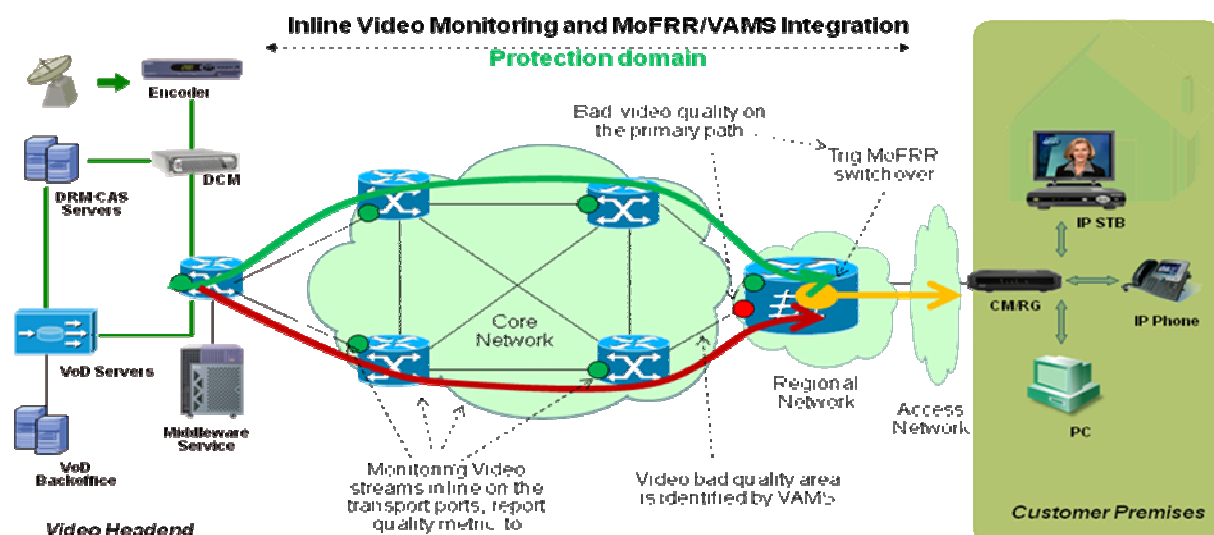 Inline Video Monitoring and MoFRR/VAMS Integration
Protection domain
Encoder
DCM
DRM-CAS
Servers
VoD Servers
VoD
Backoffice
Middleware
Service
Video Headend
Core
Network
Bad video quality on
the primary path
Trig MoFRR
switchover
Monitoring Video
streams inline on the
transport ports, report
quality metric to
Video bad quality area
is identified by VAMS
Regional
Network
Access
Network
IP STB
CM/RG
IP Phone
PC
Customer Premises